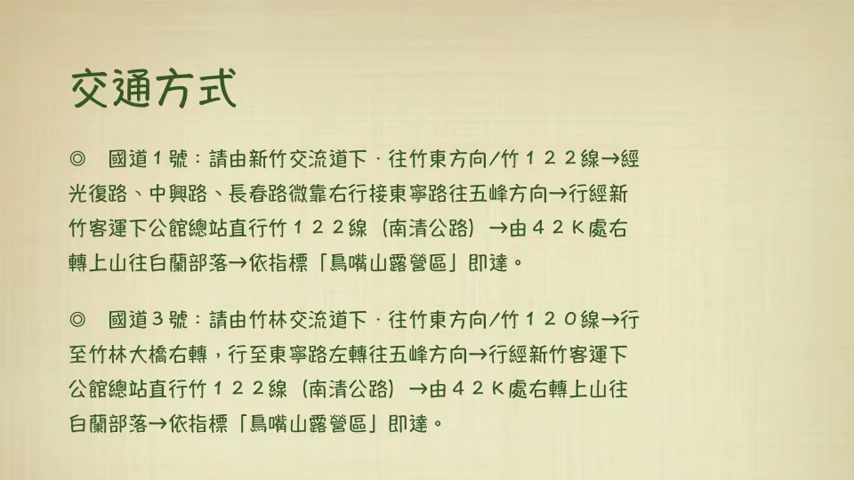 交通方式
◎　國道１號：請由新竹交流道下．往竹東方向/竹１２２線→經
光復路、中興路、長春路微靠右行接東寧路往五峰方向→行經新
竹客運下公館總站直行竹１２２線（南清公路）→由４２Ｋ處右
轉上山往白蘭部落→依指標「鳥嘴山露營區」即達。
◎　國道３號：請由竹林交流道下．往竹東方向/竹１２０線→行
至竹林大橋右轉，行至東寧路左轉往五峰方向→行經新竹客運下
公館總站直行竹１２２線（南清公路）→由４２Ｋ處右轉上山往
白蘭部落→依指標「鳥嘴山露營區」即達。